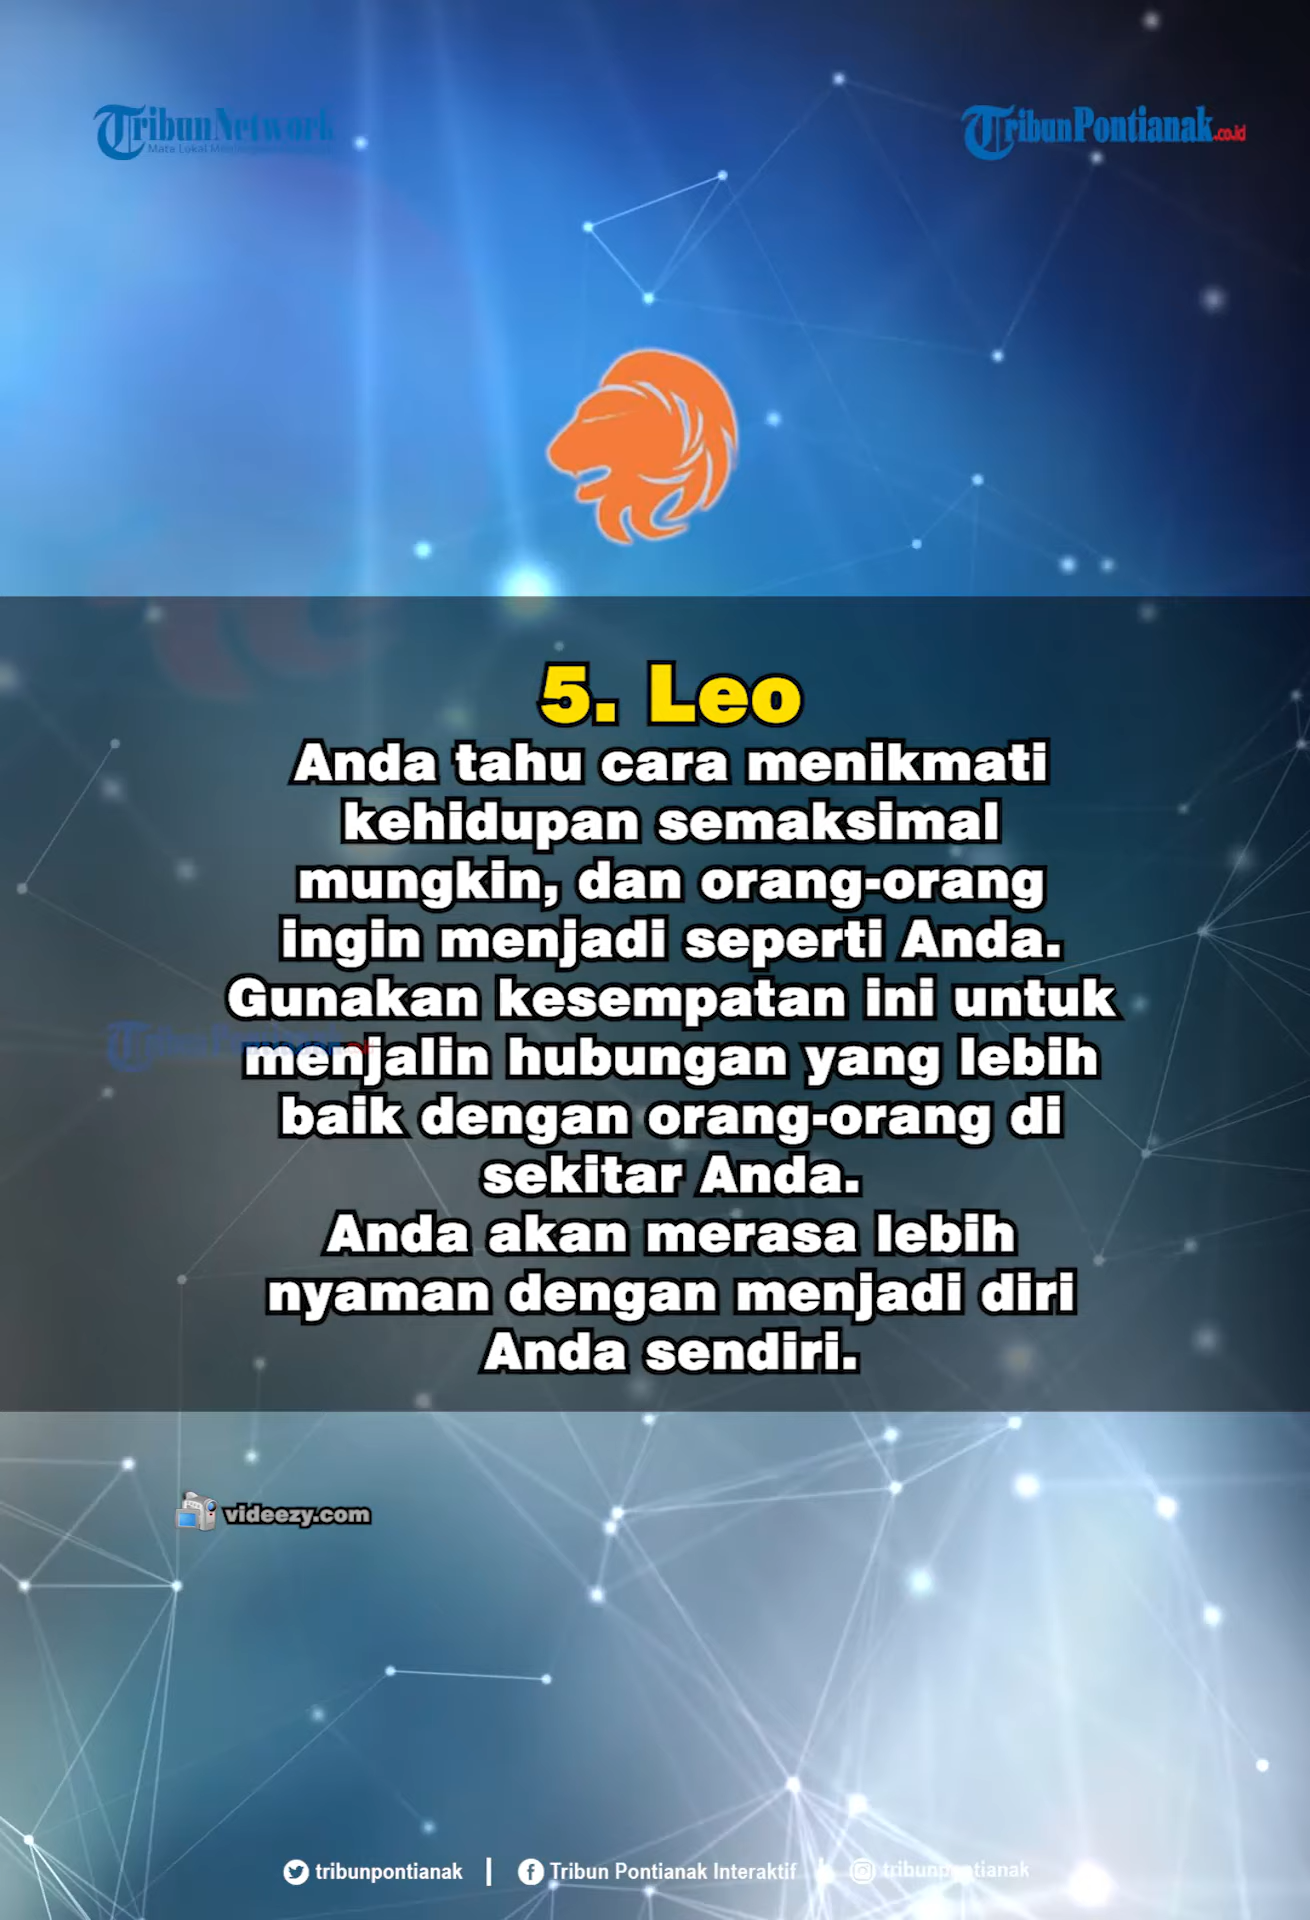 TribunNetwork
TribunPontianak.co.id
5. Leo
Anda tahu cara menikmati
kehidupan semaksimal
mungkin, dan orang-orang
ingin menjadi seperti Anda.
Gunakan kesempatan ini untuk
menjalin hubungan yang lebih
baik dengan orang-orang di
sekitar Anda.
Anda akan merasa lebih
nyaman dengan menjadi diri
Anda sendiri.
videezy.com
tribunpontianak | Tribun Pontianak Interaktif | tribunpontianak